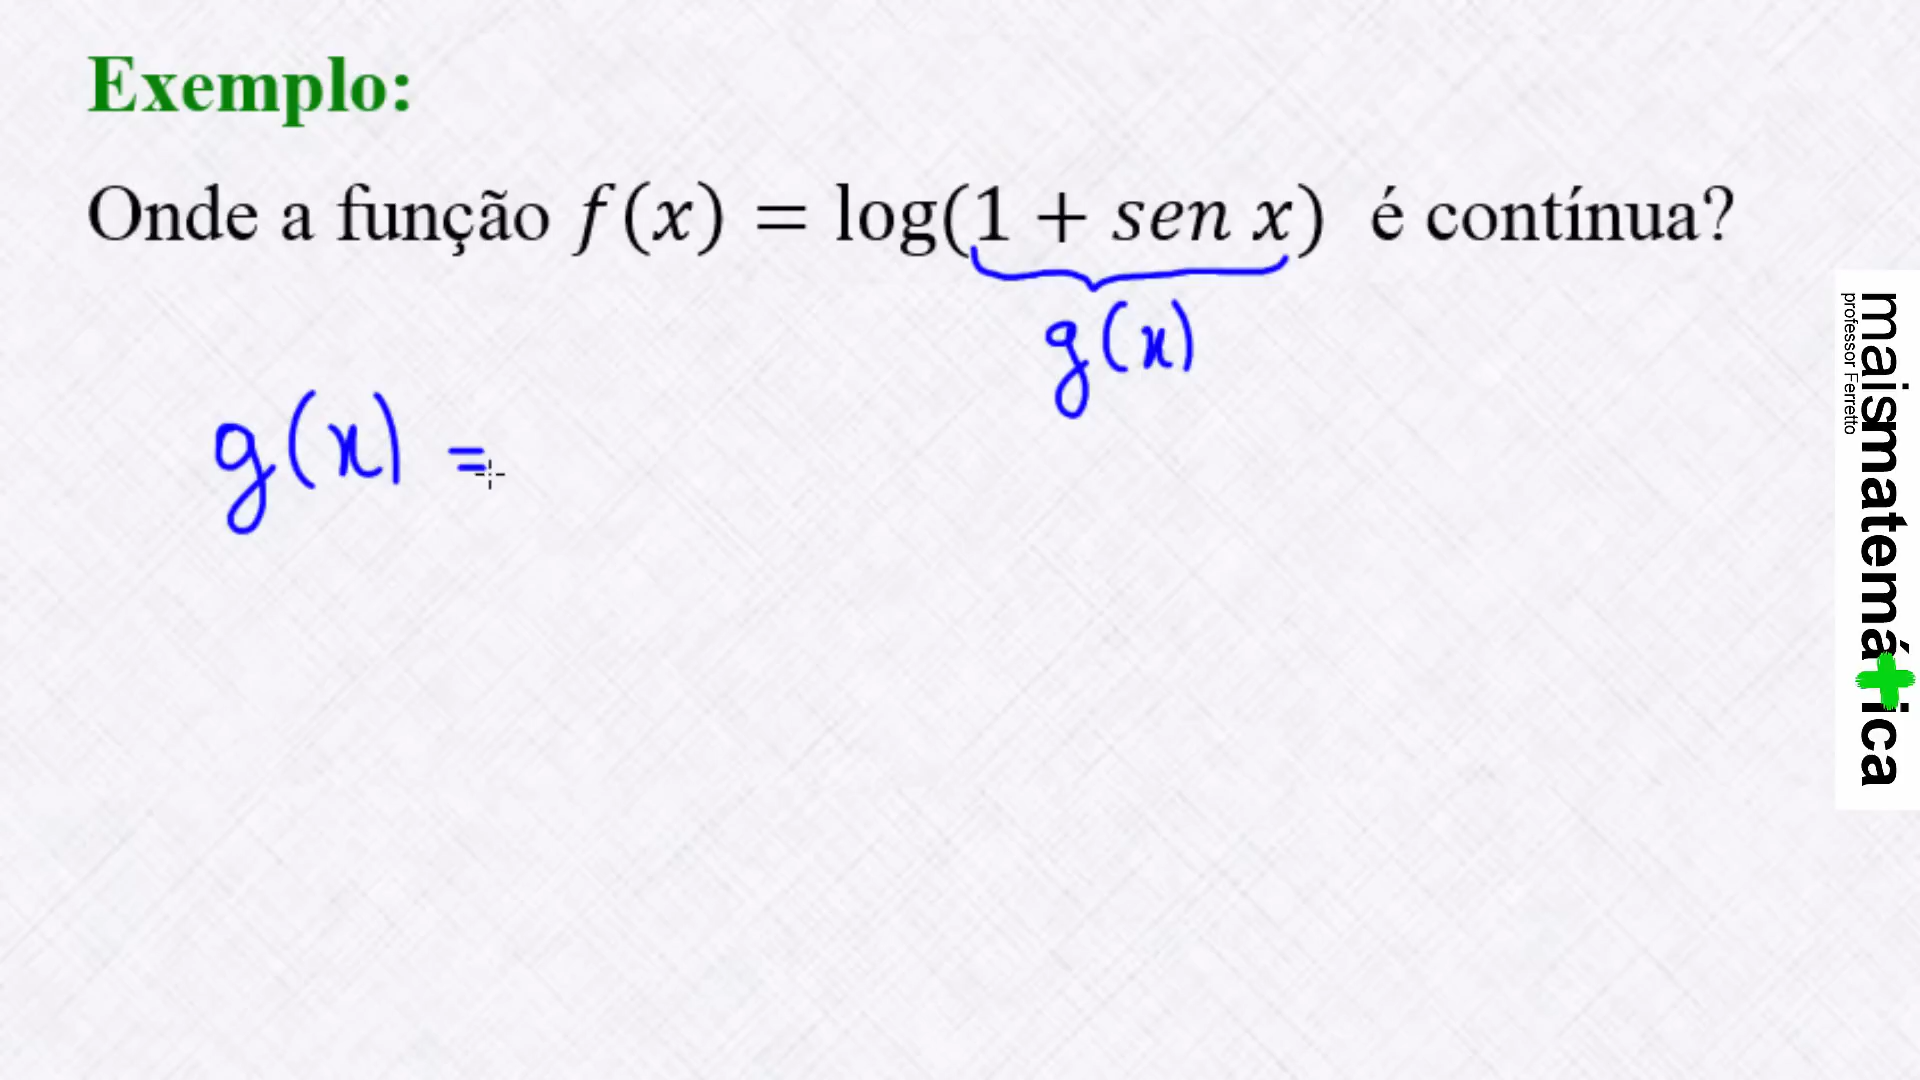 Exemplo:
Onde a função f(x) = log(1 + sen x) é contínua?
g(x)
g(x) =
maismatemática
professor Ferretto